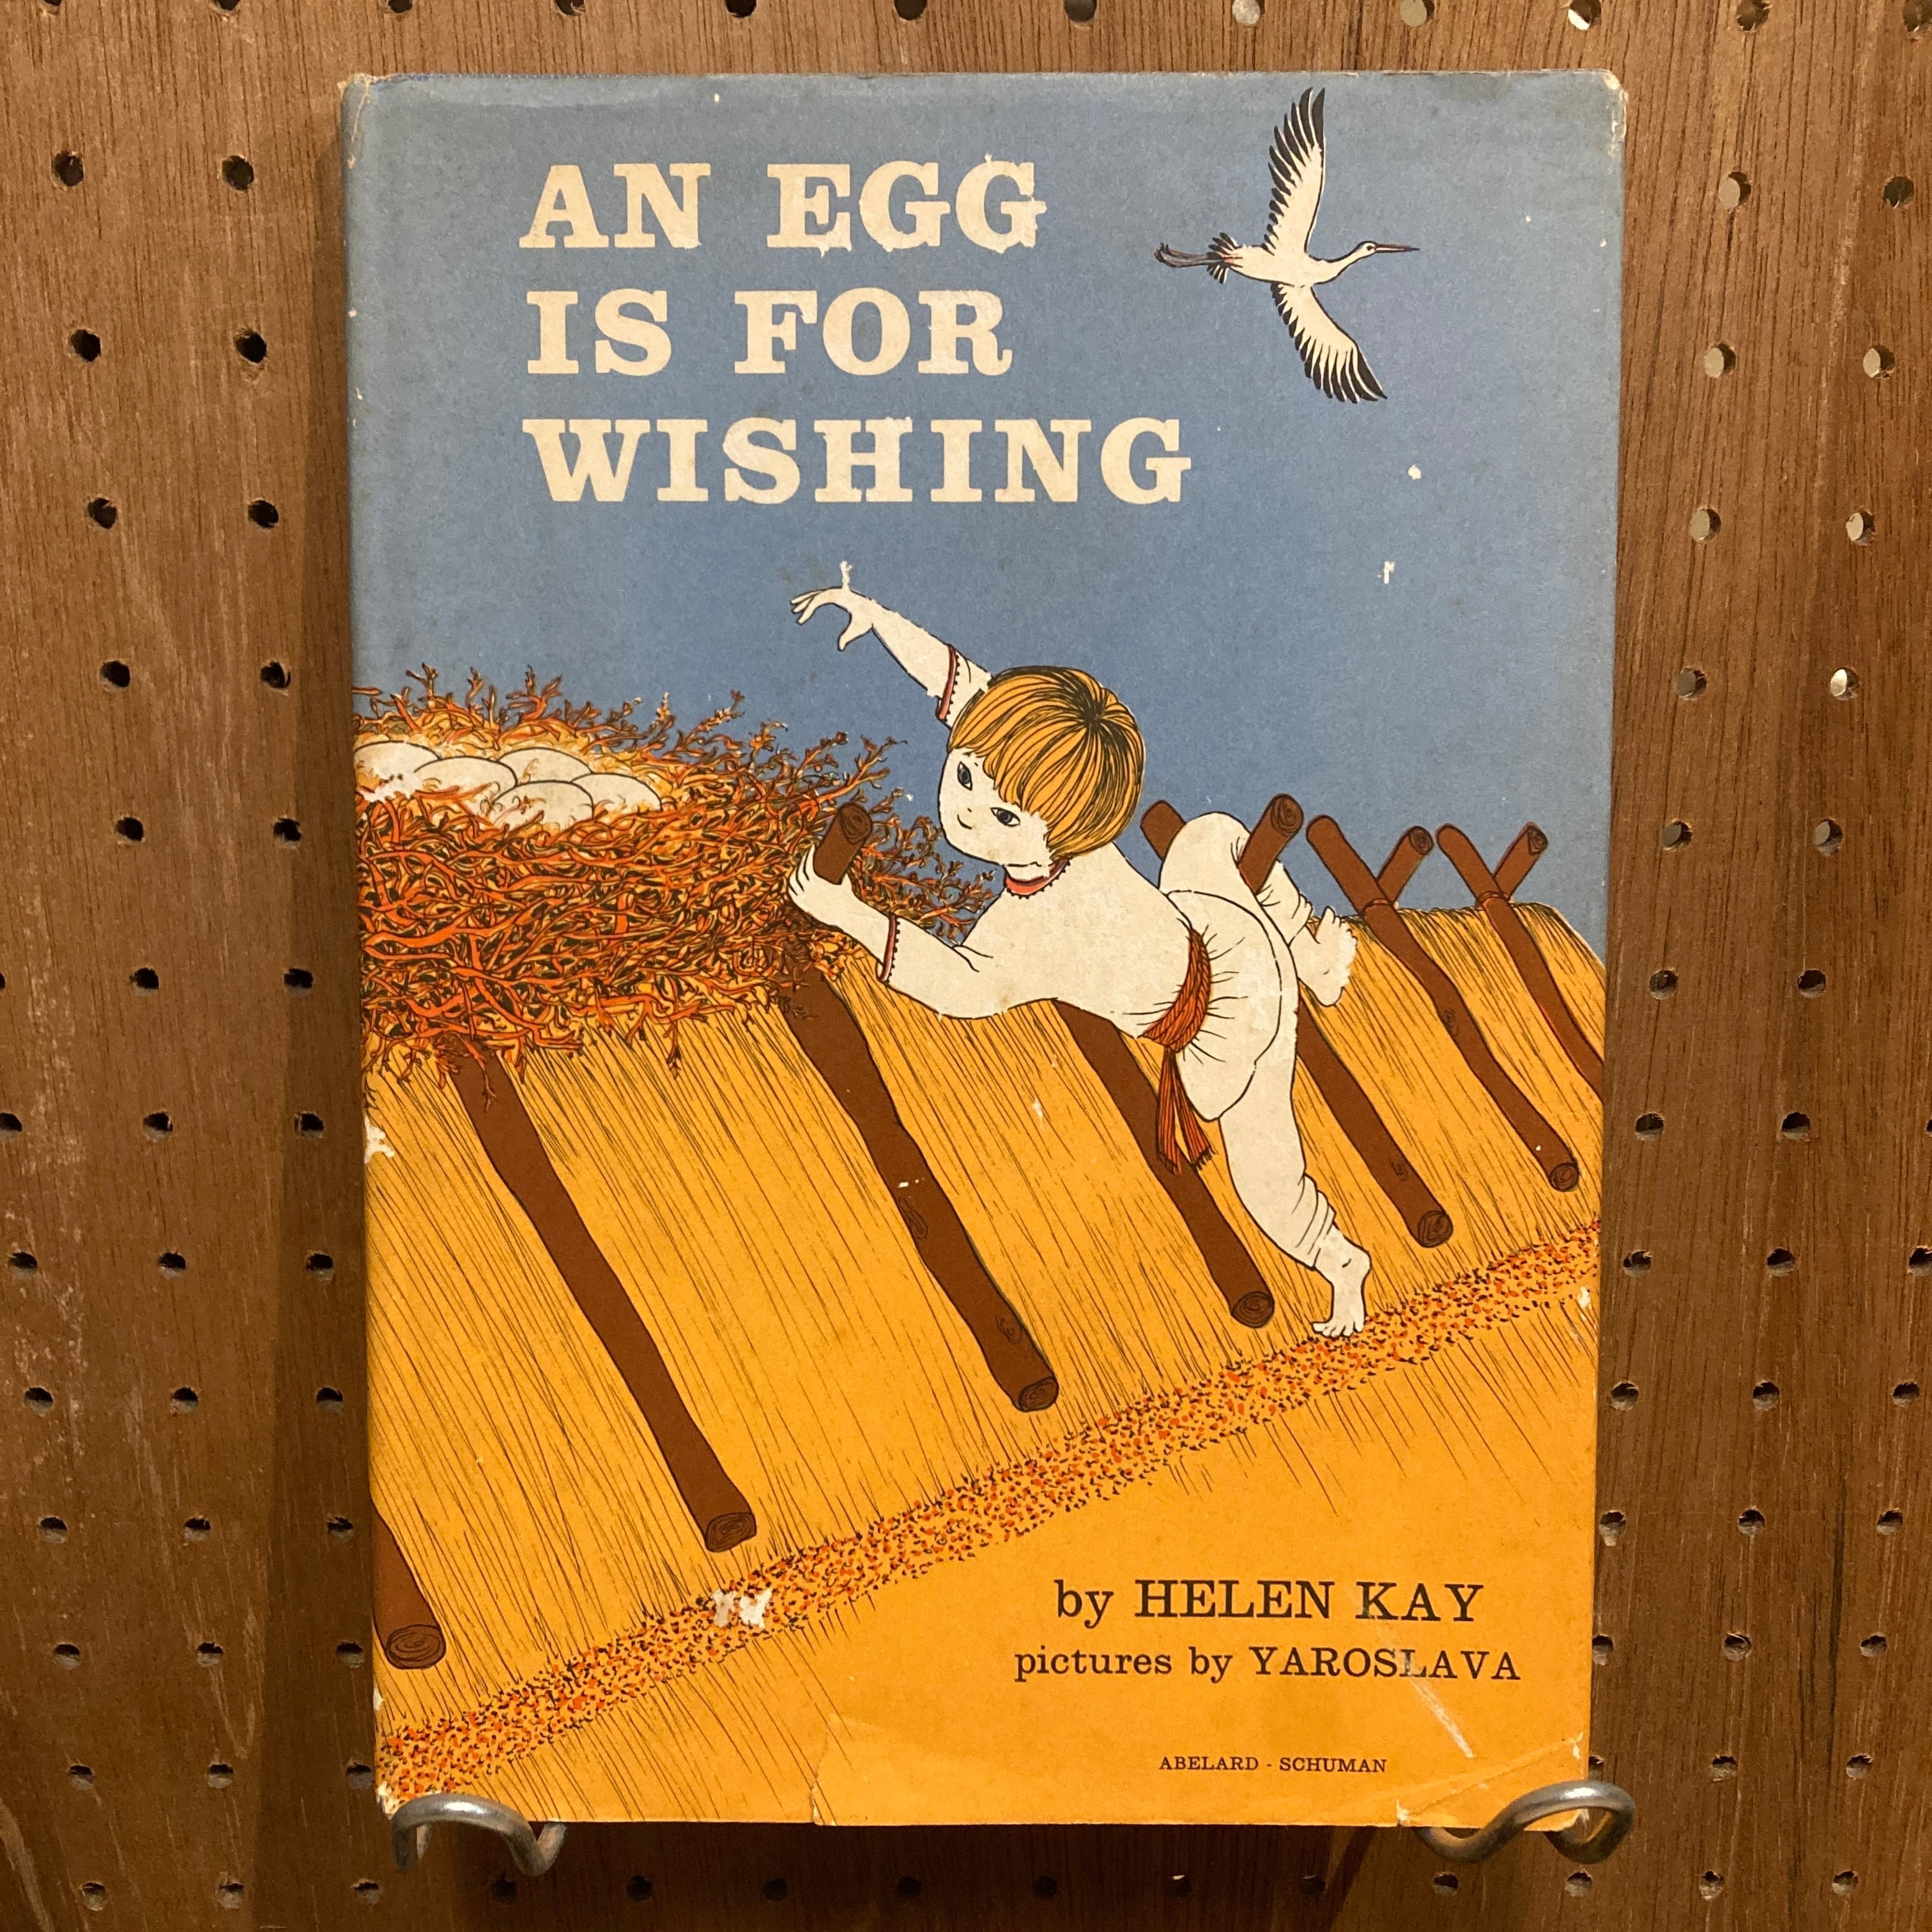 AN EGG
IS FOR
WISHING
by HELEN KAY
pictures by YAROSLAVA
ABELARD - SCHUMAN